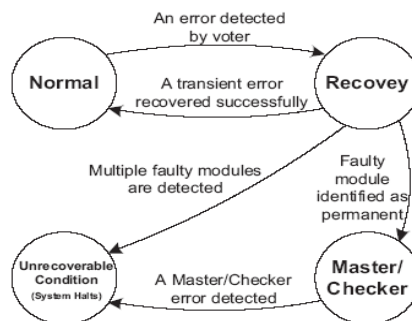 An error detected
by voter
Normal
Recovey
A transient error
recovered successfully
Multiple faulty modules
are detected
Faulty
module
identified as
permanent
Unrecoverable
Condition
(System Halts)
A Master/Checker
error detected
Master/
Checker